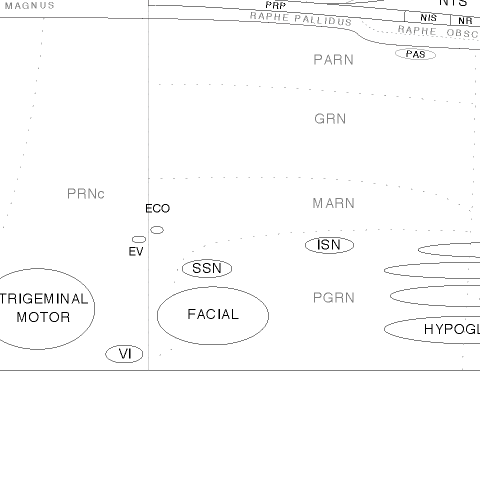 NTS
MAGNUS
PRP
RAPHE PALLIDUS
NIS
NR
RAPHE OBSC
PAS
PARN
GRN
PRNc
ECO
MARN
EV
ISN
SSN
TRIGEMINAL
MOTOR
FACIAL
PGRN
HYPOGL
VI